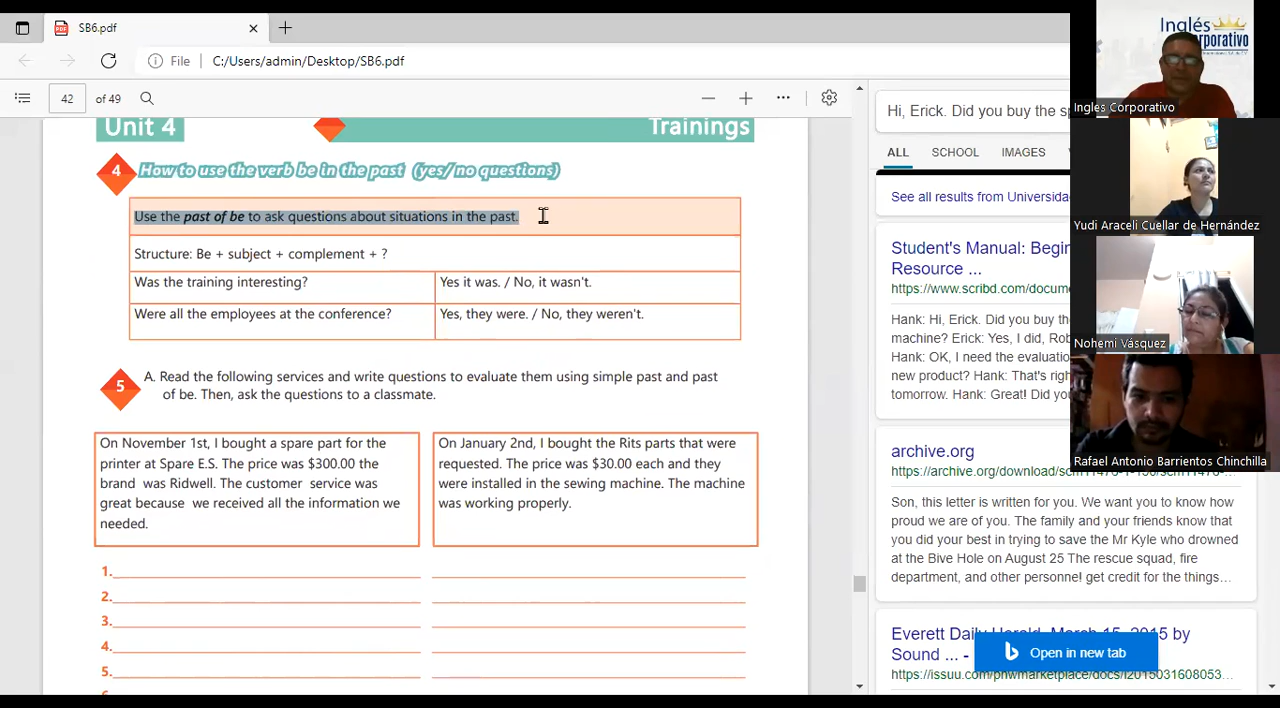 SB6.pdf
File
C:/Users/admin/Desktop/SB6.pdf
42
of 49
Unit 4
Trainings
4
How to use the verb be in the past (yes/no questions)
Use the past of be to ask questions about situations in the past.
Structure: Be + subject + complement + ?
Was the training interesting?
Yes it was. / No, it wasn't.
Were all the employees at the conference?
Yes, they were. / No, they weren't.
5
A. Read the following services and write questions to evaluate them using simple past and past
of be. Then, ask the questions to a classmate.
On November 1st, I bought a spare part for the
printer at Spare E.S. The price was $300.00 the
brand was Ridwell. The customer service was
great because we received all the information we
needed.
On January 2nd, I bought the Rits parts that were
requested. The price was $30.00 each and they
were installed in the sewing machine. The machine
was working properly.
1.
2.
3.
4.
5.
Hi, Erick. Did you buy the sp
ALL
SCHOOL
IMAGES
See all results from Universida
Student's Manual: Begin
Resource ...
https://www.scribd.com/docume
Hank: Hi, Erick. Did you buy the
machine? Erick: Yes, I did, Rob
Hank: OK, I need the evaluation
new product? Hank: That's righ
tomorrow. Hank: Great! Did you
archive.org
https://archive.org/download/
Son, this letter is written for you. We want you to know how
proud we are of you. The family and your friends know that
you did your best in trying to save the Mr Kyle who drowned
at the Bive Hole on August 25 The rescue squad, fire
department, and other personne! get credit for the things...
Everett Daily Herald, March 15, 2015 by
Sound ... -
Open in new tab
Inglés
Corporativo
Ingles Corporativo
Yudi Araceli Cuellar de Hernández
Nohemi Vásquez
Rafael Antonio Barrientos Chinchilla